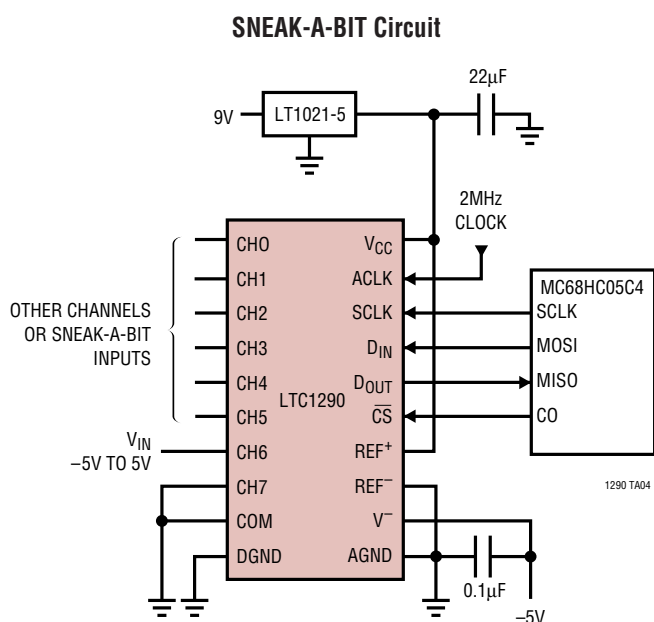 SNEAK-A-BIT Circuit
22µF
9V
LT1021-5
2MHz
CLOCK
CH0
CH1
CH2
CH3
CH4
CH5
CH6
CH7
COM
DGND
LTC1290
VCC
ACLK
SCLK
DIN
DOUT
CS
REF+
REF–
V–
AGND
MC68HC05C4
SCLK
MOSI
MISO
CO
OTHER CHANNELS
OR SNEAK-A-BIT
INPUTS
VIN
–5V TO 5V
1290 TA04
0.1µF
–5V